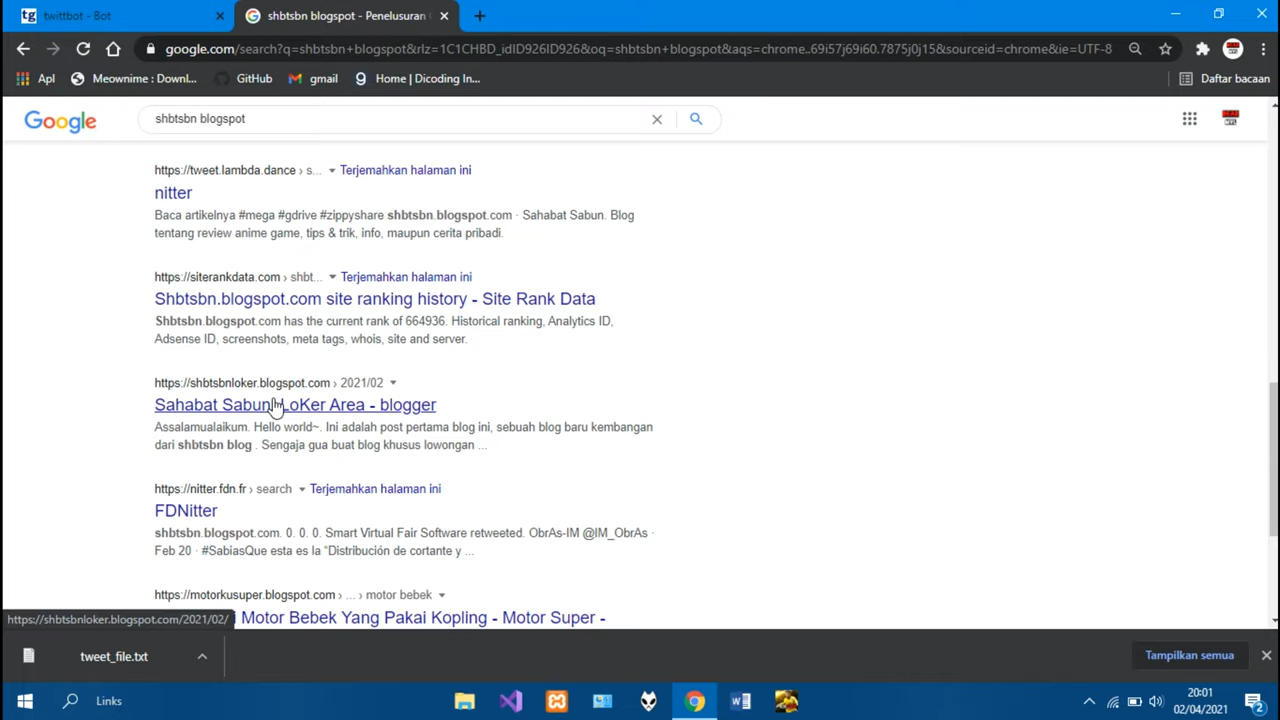 tg twittbot - Bot
shbtsbn blogspot - Penelusuran
google.com/search?q=shbtsbn+blogspot&rlz=1C1CHBD_idID926ID926&oq=shbtsbn+blogspot&aqs=chrome..69i57j69i60.7875j0j15&sourceid=chrome&ie=UTF-8
Apl Meownime : Downl... GitHub gmail Home | Dicoding In... Daftar bacaan
Google shbtsbn blogspot
https://tweet.lambda.dance › s... Terjemahkan halaman ini
nitter
Baca artikelnya #mega #gdrive #zippyshare shbtsbn.blogspot.com · Sahabat Sabun. Blog
tentang review anime game, tips & trik, info, maupun cerita pribadi.
https://siterankdata.com › shbt... Terjemahkan halaman ini
Shbtsbn.blogspot.com site ranking history - Site Rank Data
Shbtsbn.blogspot.com has the current rank of 664936. Historical ranking, Analytics ID,
Adsense ID, screenshots, meta tags, whois, site and server.
https://shbtsbnloker.blogspot.com › 2021/02
Sahabat Sabun LoKer Area - blogger
Assalamualaikum. Hello world~. Ini adalah post pertama blog ini, sebuah blog baru kembangan
dari shbtsbn blog . Sengaja gua buat blog khusus lowongan ...
https://nitter.fdn.fr › search Terjemahkan halaman ini
FDNitter
shbtsbn.blogspot.com. 0. 0. 0. Smart Virtual Fair Software retweeted. ObrAs-IM @IM_ObrAs ·
Feb 20 · #SabiasQue esta es la "Distribución de cortante y ...
https://motorkusuper.blogspot.com › ... › motor bebek
Motor Bebek Yang Pakai Kopling - Motor Super -
https://shbtsbnloker.blogspot.com/2021/02/
tweet_file.txt Tampilkan semua
Links
20:01
02/04/2021
2